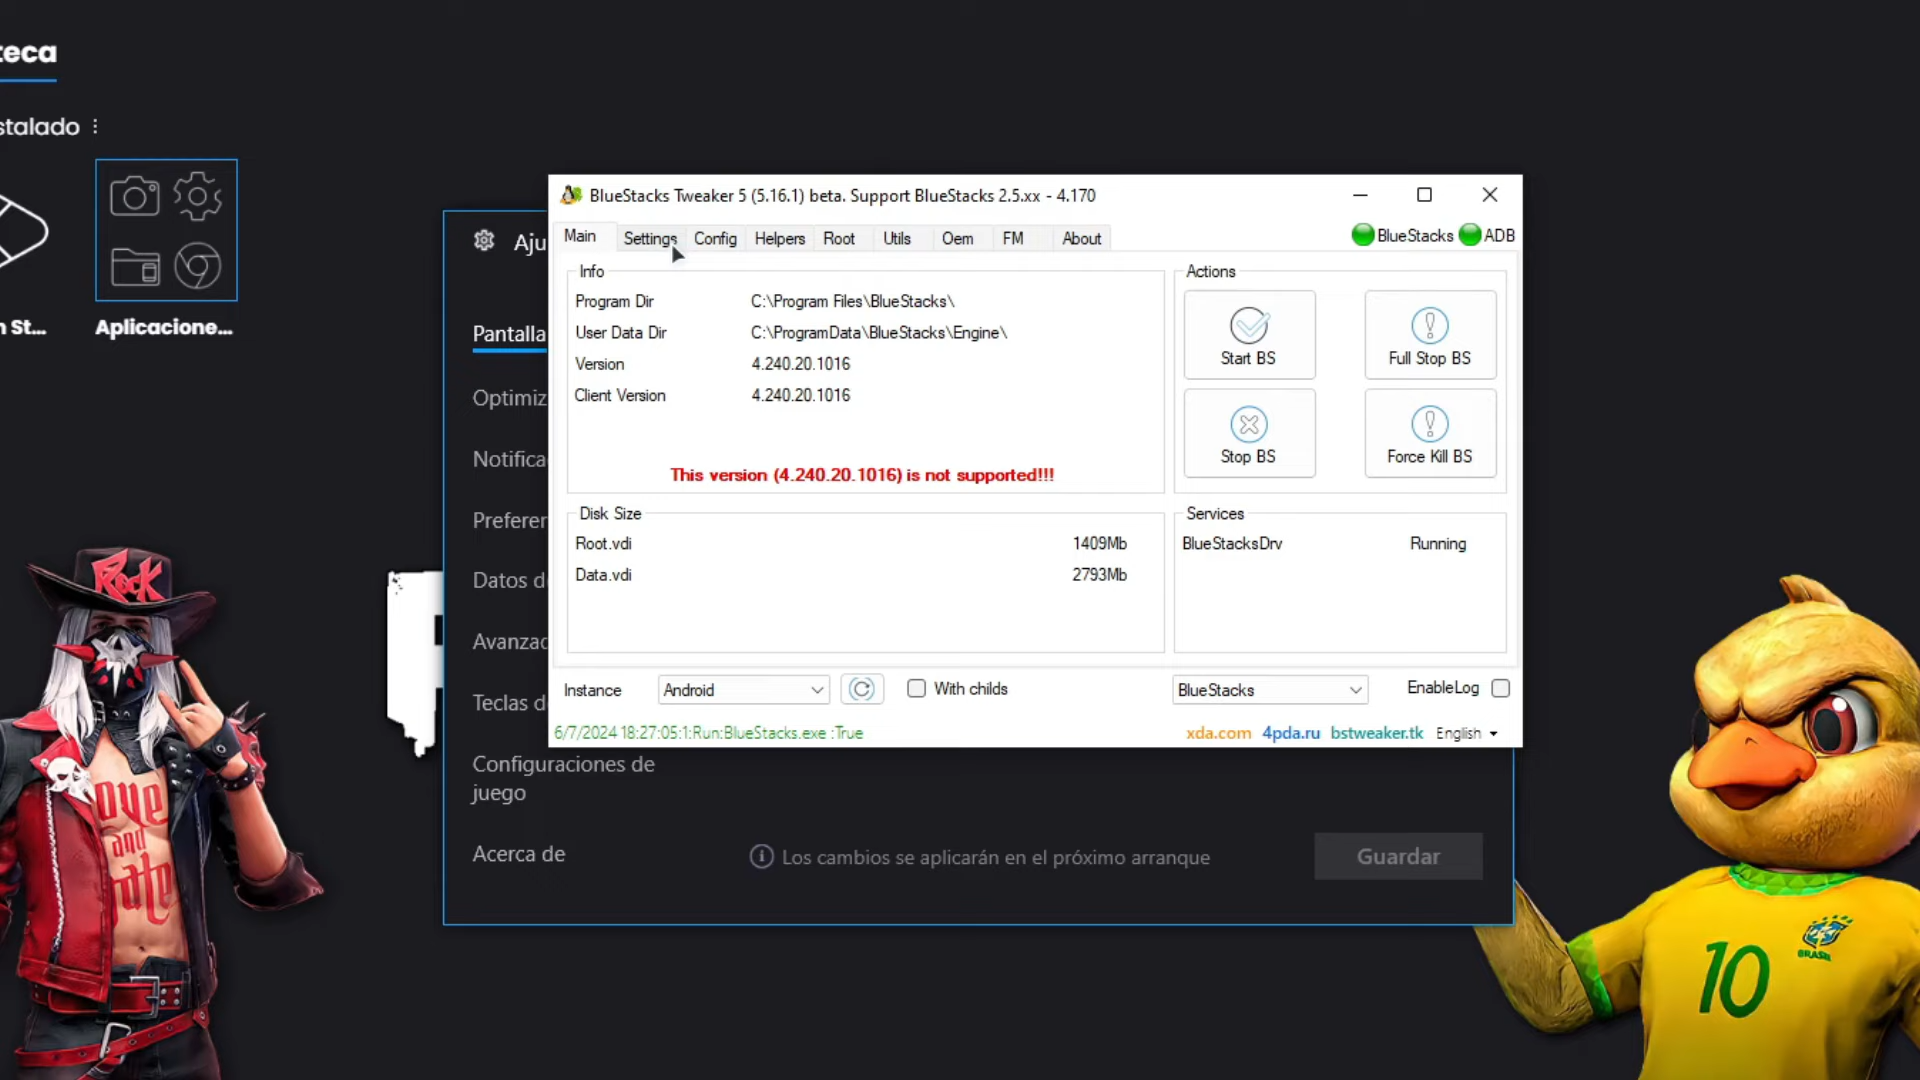 teca
stalado
n St...
Aplicacione...
Aju
Pantalla
Optimiz
Notifica
Preferen
Datos d
Avanzad
Teclas d
Configuraciones de
juego
Acerca de
Los cambios se aplicarán en el próximo arranque
Guardar
BlueStacks Tweaker 5 (5.16.1) beta. Support BlueStacks 2.5.xx - 4.170
Main Settings Config Helpers Root Utils Oem FM About
BlueStacks ADB
Info
Program Dir C:\Program Files\BlueStacks\
User Data Dir C:\ProgramData\BlueStacks\Engine\
Version 4.240.20.1016
Client Version 4.240.20.1016
This version (4.240.20.1016) is not supported!!!
Actions
Start BS
Full Stop BS
Stop BS
Force Kill BS
Disk Size
Root.vdi 1409Mb
Data.vdi 2793Mb
Services
BlueStacksDrv Running
Instance Android With childs BlueStacks EnableLog
6/7/2024 18:27:05:1:Run:BlueStacks.exe :True
xda.com 4pda.ru bstweaker.tk English
ROCK
ove
and
ate
10
BRASIL